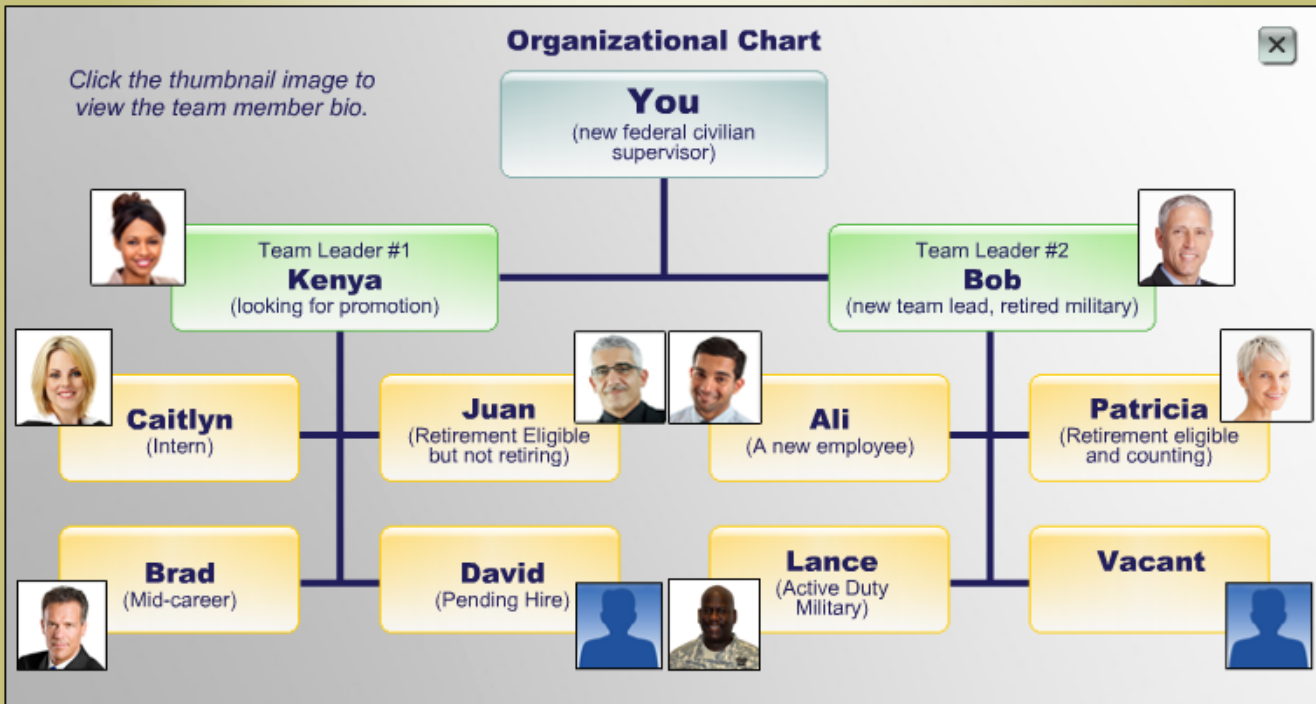 Organizational Chart
Click the thumbnail image to
view the team member bio.
You
(new federal civilian
supervisor)
Team Leader #1
Kenya
(looking for promotion)
Team Leader #2
Bob
(new team lead, retired military)
Caitlyn
(Intern)
Juan
(Retirement Eligible
but not retiring)
Ali
(A new employee)
Patricia
(Retirement eligible
and counting)
Brad
(Mid-career)
David
(Pending Hire)
Lance
(Active Duty
Military)
Vacant